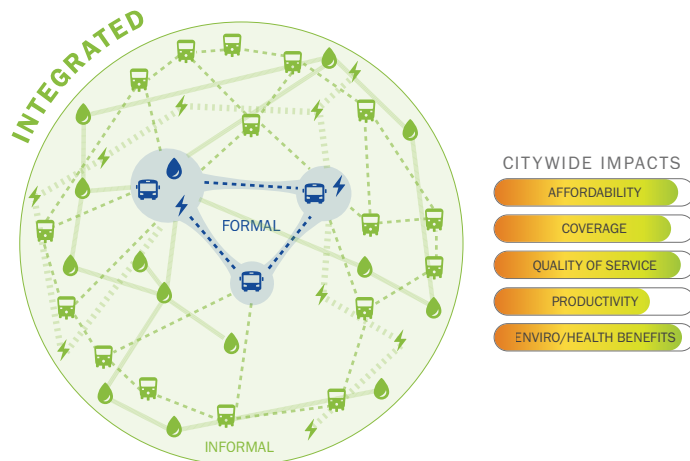 INTEGRATED
FORMAL
INFORMAL
CITYWIDE IMPACTS
AFFORDABILITY
COVERAGE
QUALITY OF SERVICE
PRODUCTIVITY
ENVIRO/HEALTH BENEFITS